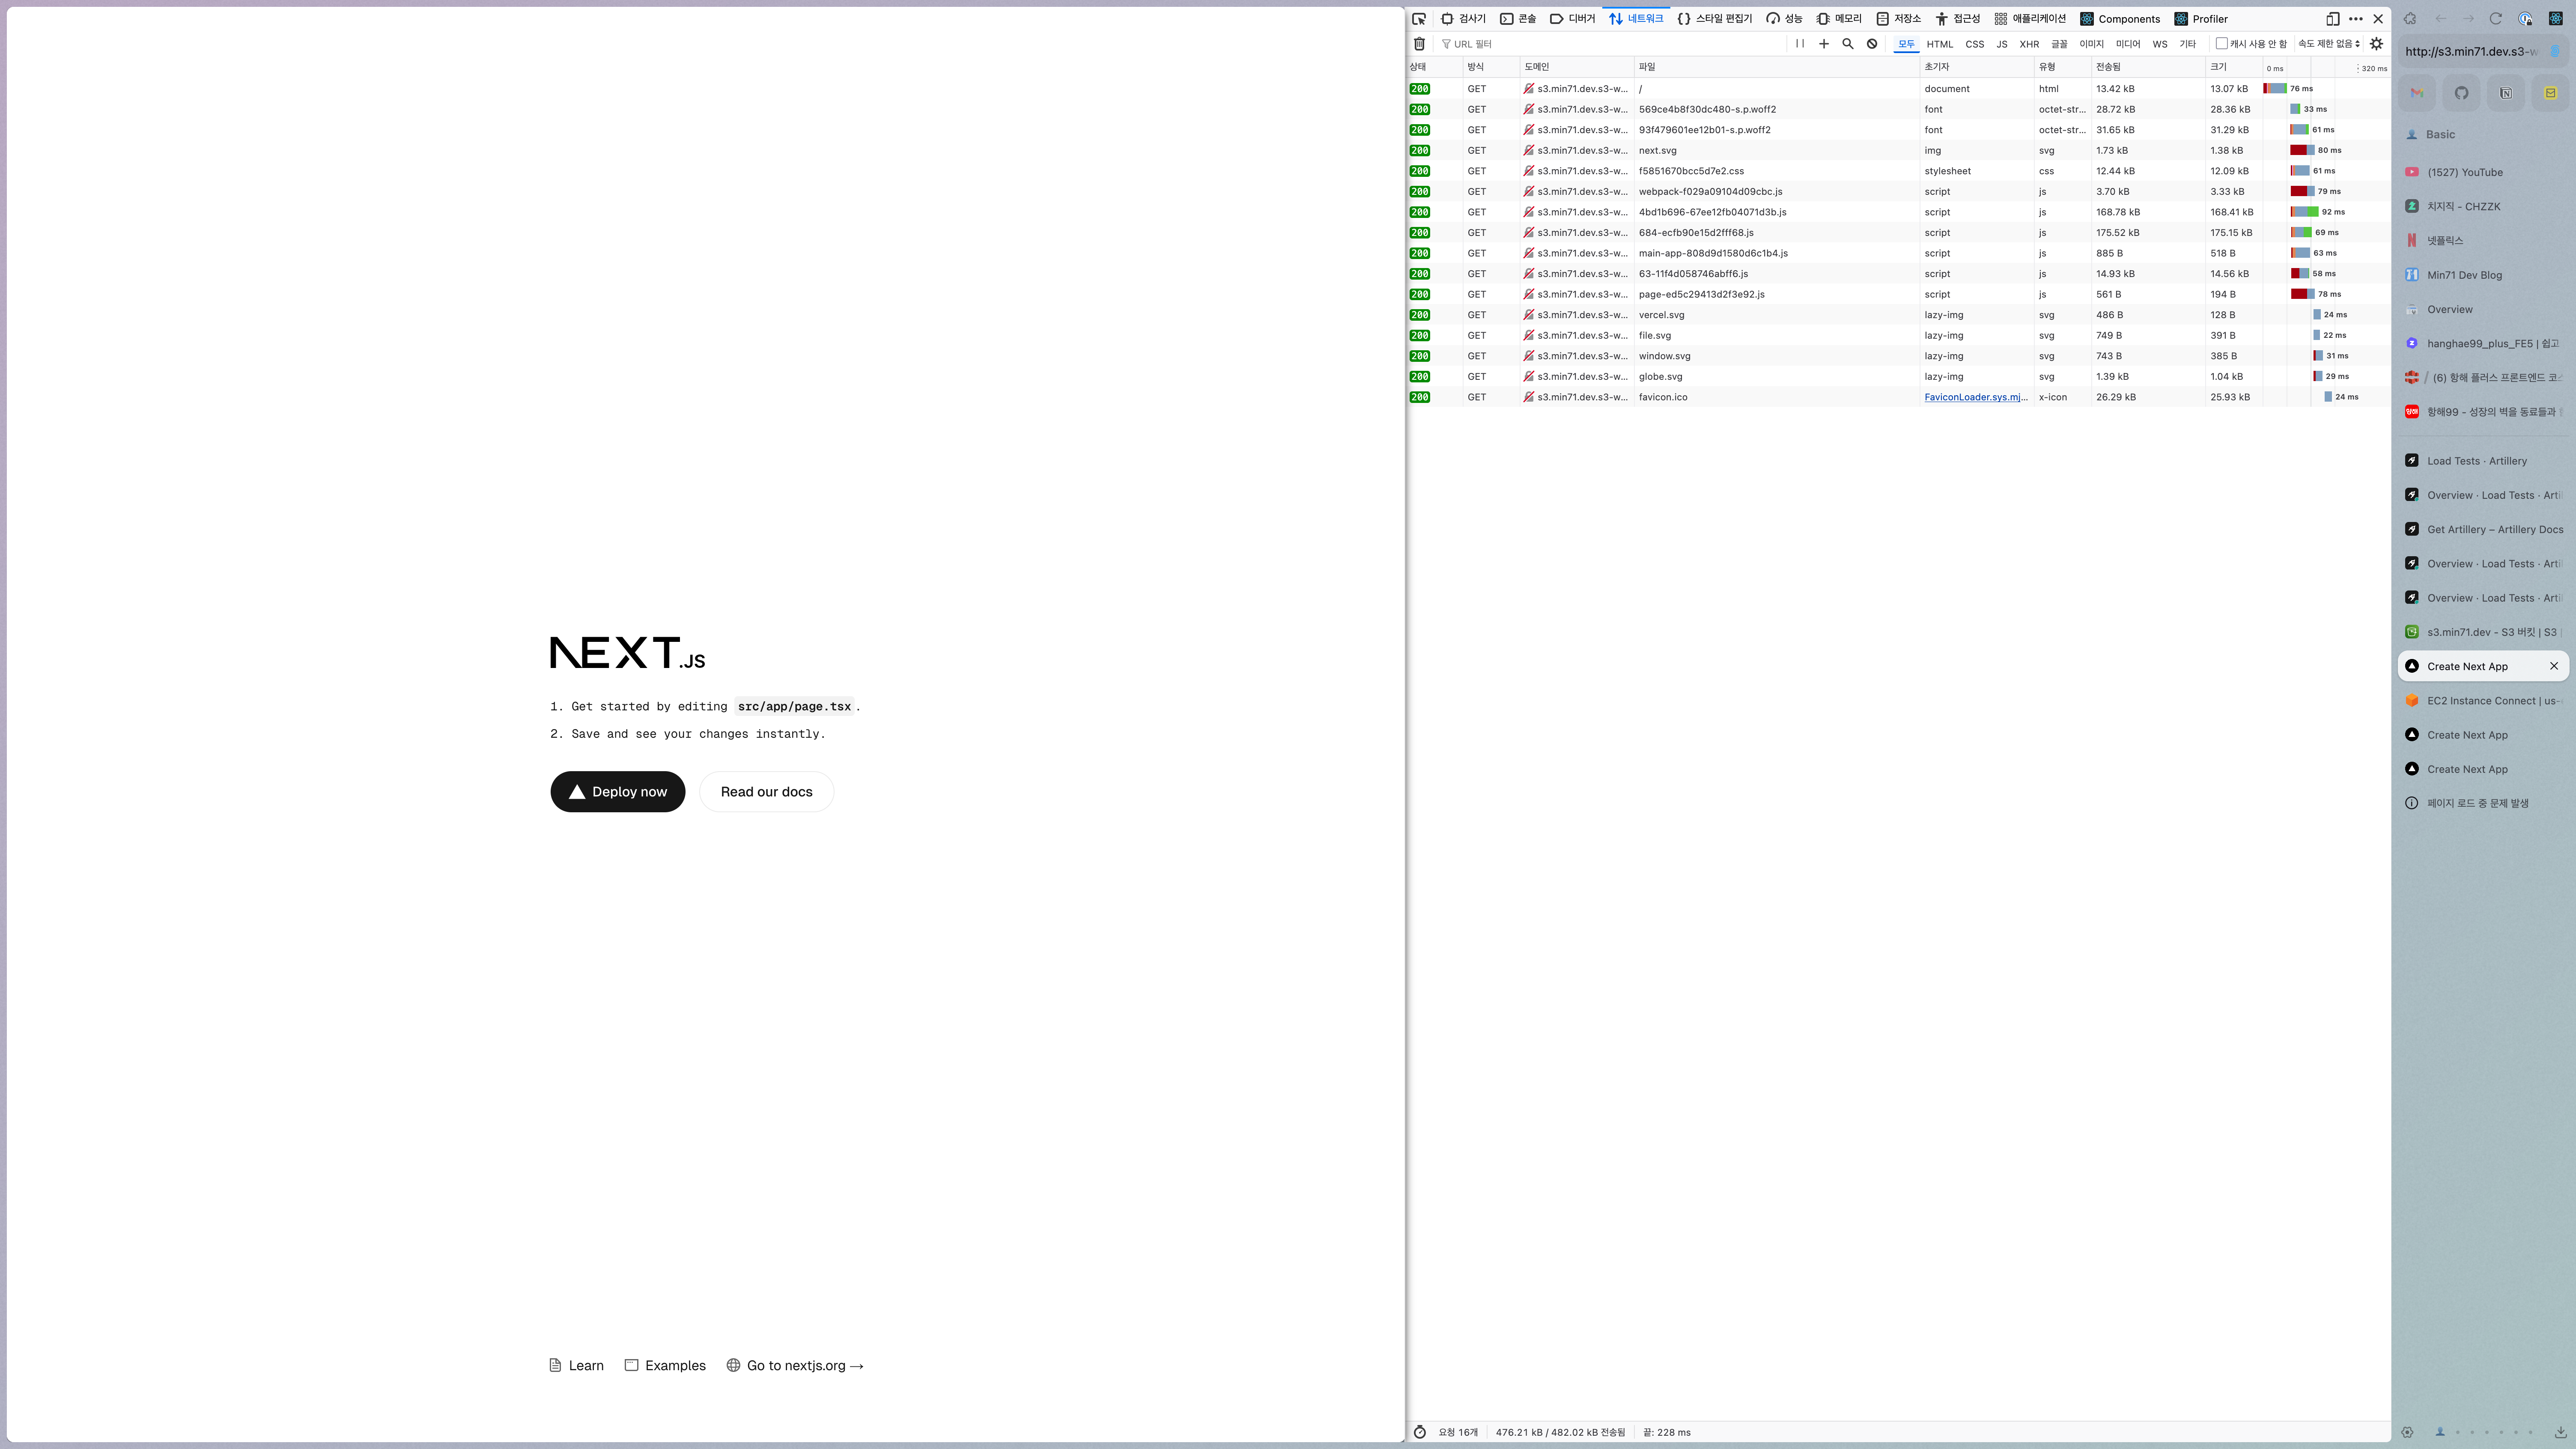 NEXT.JS
1. Get started by editing src/app/page.tsx.
2. Save and see your changes instantly.
Deploy now
Read our docs
Learn
Examples
Go to nextjs.org →
검사기 콘솔 디버거 네트워크 스타일 편집기 성능 메모리 저장소 접근성 애플리케이션 Components Profiler
URL 필터 모두 HTML CSS JS XHR 글꼴 이미지 미디어 WS 기타 캐시 사용 안 함 속도 제한 없음
상태 방식 도메인 파일 초기자 유형 전송됨 크기 0 ms 320 ms
200 GET s3.min71.dev.s3-w... / document html 13.42 kB 13.07 kB 76 ms
200 GET s3.min71.dev.s3-w... 569ce4b8f30dc480-s.p.woff2 font octet-str... 28.72 kB 28.36 kB 33 ms
200 GET s3.min71.dev.s3-w... 93f479601ee12b01-s.p.woff2 font octet-str... 31.65 kB 31.29 kB 61 ms
200 GET s3.min71.dev.s3-w... next.svg img svg 1.73 kB 1.38 kB 80 ms
200 GET s3.min71.dev.s3-w... f5851670bcc5d7e2.css stylesheet css 12.44 kB 12.09 kB 61 ms
200 GET s3.min71.dev.s3-w... webpack-f029a09104d09cbc.js script js 3.70 kB 3.33 kB 79 ms
200 GET s3.min71.dev.s3-w... 4bd1b696-67ee12fb04071d3b.js script js 168.78 kB 168.41 kB 92 ms
200 GET s3.min71.dev.s3-w... 684-ecfb90e15d2fff68.js script js 175.52 kB 175.15 kB 69 ms
200 GET s3.min71.dev.s3-w... main-app-808d9d1580d6c1b4.js script js 885 B 518 B 63 ms
200 GET s3.min71.dev.s3-w... 63-11f4d058746abff6.js script js 14.93 kB 14.56 kB 58 ms
200 GET s3.min71.dev.s3-w... page-ed5c29413d2f3e92.js script js 561 B 194 B 78 ms
200 GET s3.min71.dev.s3-w... vercel.svg lazy-img svg 486 B 128 B 24 ms
200 GET s3.min71.dev.s3-w... file.svg lazy-img svg 749 B 391 B 22 ms
200 GET s3.min71.dev.s3-w... window.svg lazy-img svg 743 B 385 B 31 ms
200 GET s3.min71.dev.s3-w... globe.svg lazy-img svg 1.39 kB 1.04 kB 29 ms
200 GET s3.min71.dev.s3-w... favicon.ico FaviconLoader.sys.mj... x-icon 26.29 kB 25.93 kB 24 ms
요청 16개 476.21 kB / 482.02 kB 전송됨 끝: 228 ms
http://s3.min71.dev.s3-w
Basic
(1527) YouTube
치지직 - CHZZK
넷플릭스
Min71 Dev Blog
Overview
hanghae99_plus_FE5 | 쉽고
/ (6) 항해 플러스 프론트엔드 코스
항해99 - 성장의 벽을 동료들과
Load Tests · Artillery
Overview · Load Tests · Arti
Get Artillery – Artillery Docs
Overview · Load Tests · Arti
Overview · Load Tests · Arti
s3.min71.dev - S3 버킷 | S3 |
Create Next App
EC2 Instance Connect | us-
Create Next App
Create Next App
페이지 로드 중 문제 발생